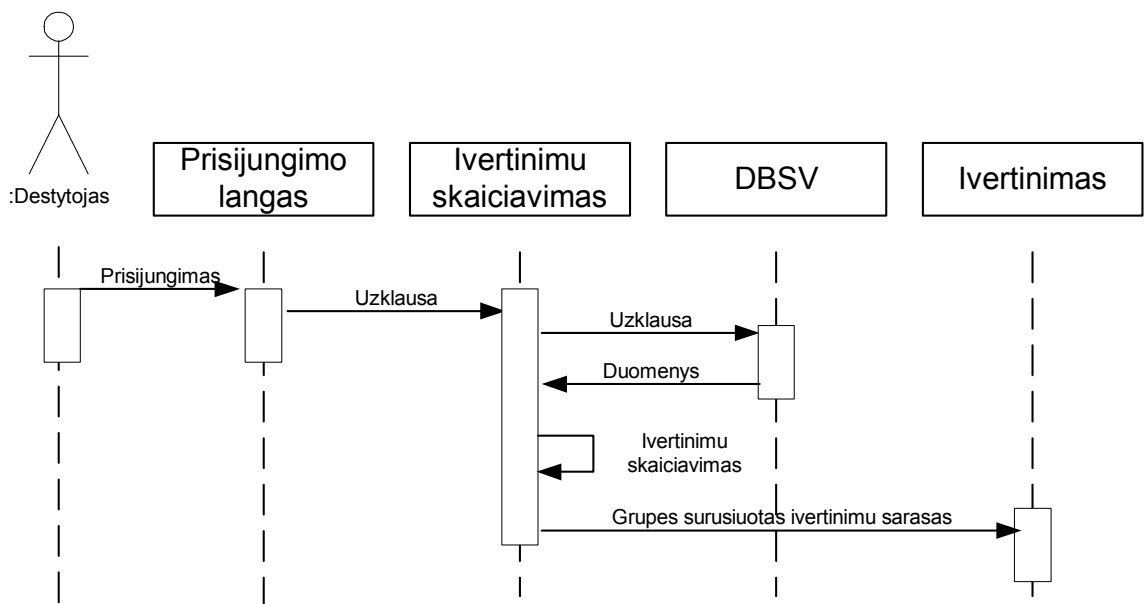 :Destytojas
Prisijungimo
langas
Ivertinimu
skaiciavimas
DBSV
Ivertinimas
Prisijungimas
Uzklausa
Uzklausa
Duomenys
Ivertinimu
skaiciavimas
Grupes surusiuotas ivertinimu sarasas